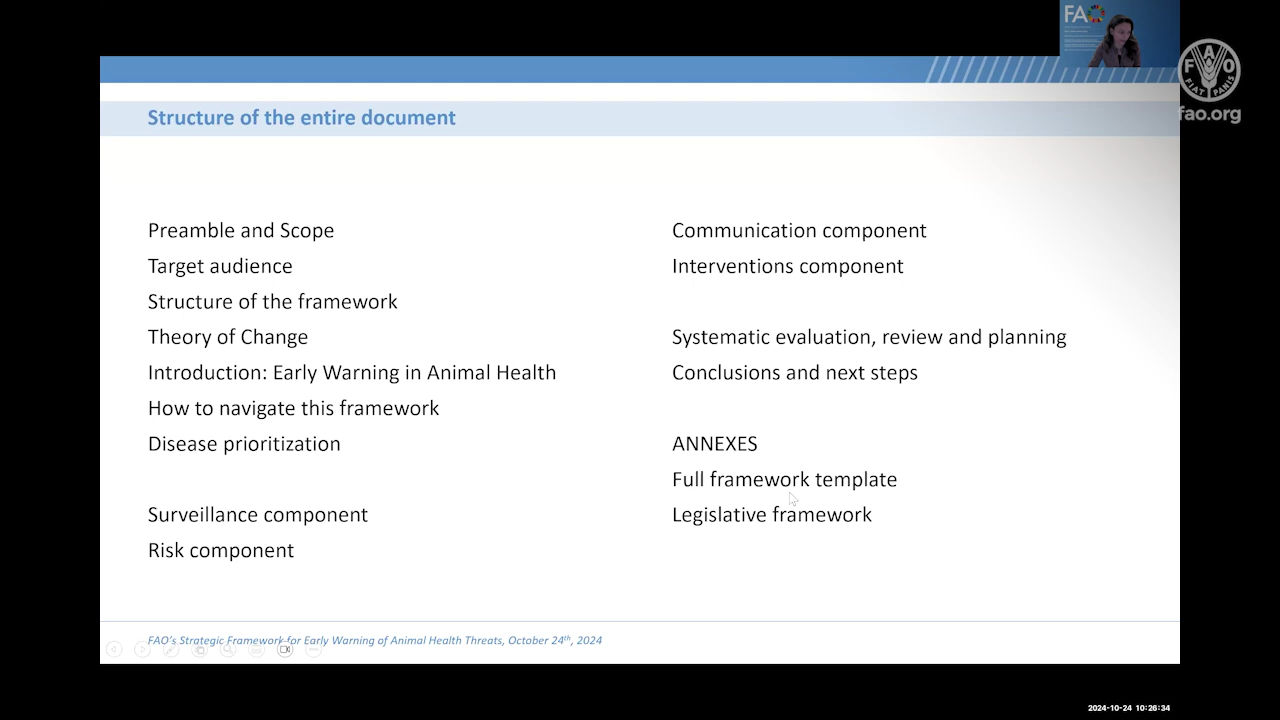 FAO
FAO
FIAT PANIS
fao.org
Structure of the entire document
Preamble and Scope
Target audience
Structure of the framework
Theory of Change
Introduction: Early Warning in Animal Health
How to navigate this framework
Disease prioritization
Surveillance component
Risk component
Communication component
Interventions component
Systematic evaluation, review and planning
Conclusions and next steps
ANNEXES
Full framework template
Legislative framework
FAO's Strategic Framework for Early Warning of Animal Health Threats, October 24th, 2024
2024-10-24 10:26:34